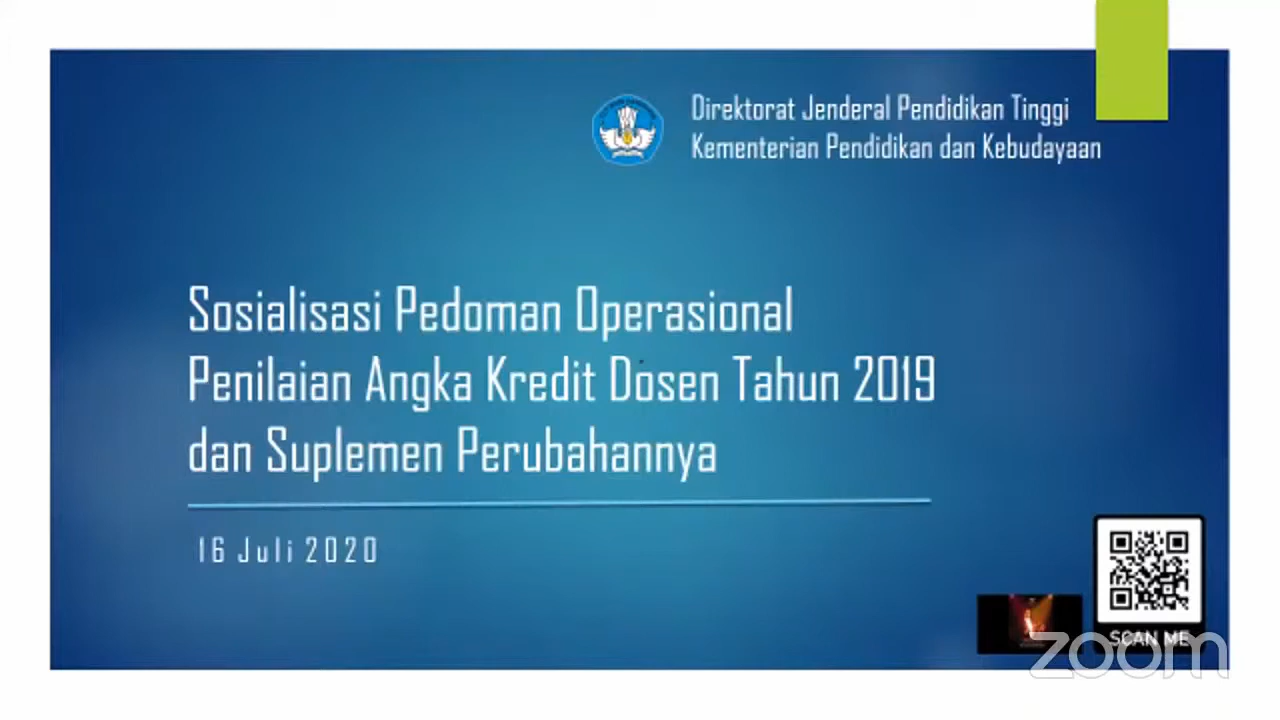 Direktorat Jenderal Pendidikan Tinggi
Kementerian Pendidikan dan Kebudayaan
Sosialisasi Pedoman Operasional
Penilaian Angka Kredit Dosen Tahun 2019
dan Suplemen Perubahannya
16 Juli 2020
SCAN ME
zoom